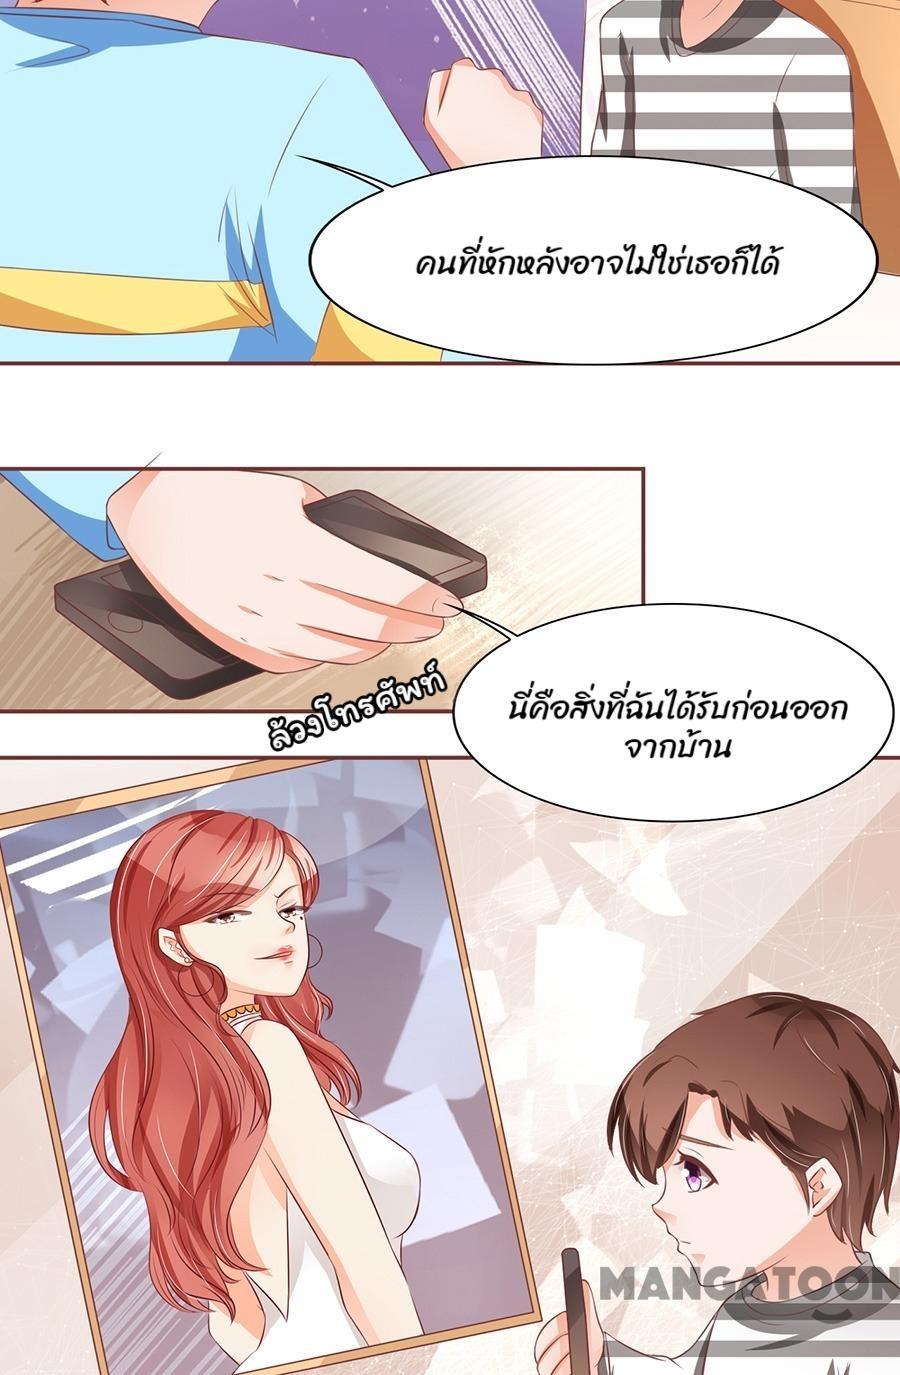 คนที่หักหลังอาจไม่ใช่เธอก็ได้
ล้วงโทรศัพท์
นี่คือสิ่งที่ฉันได้รับก่อนออก
จากบ้าน
MANGATOON